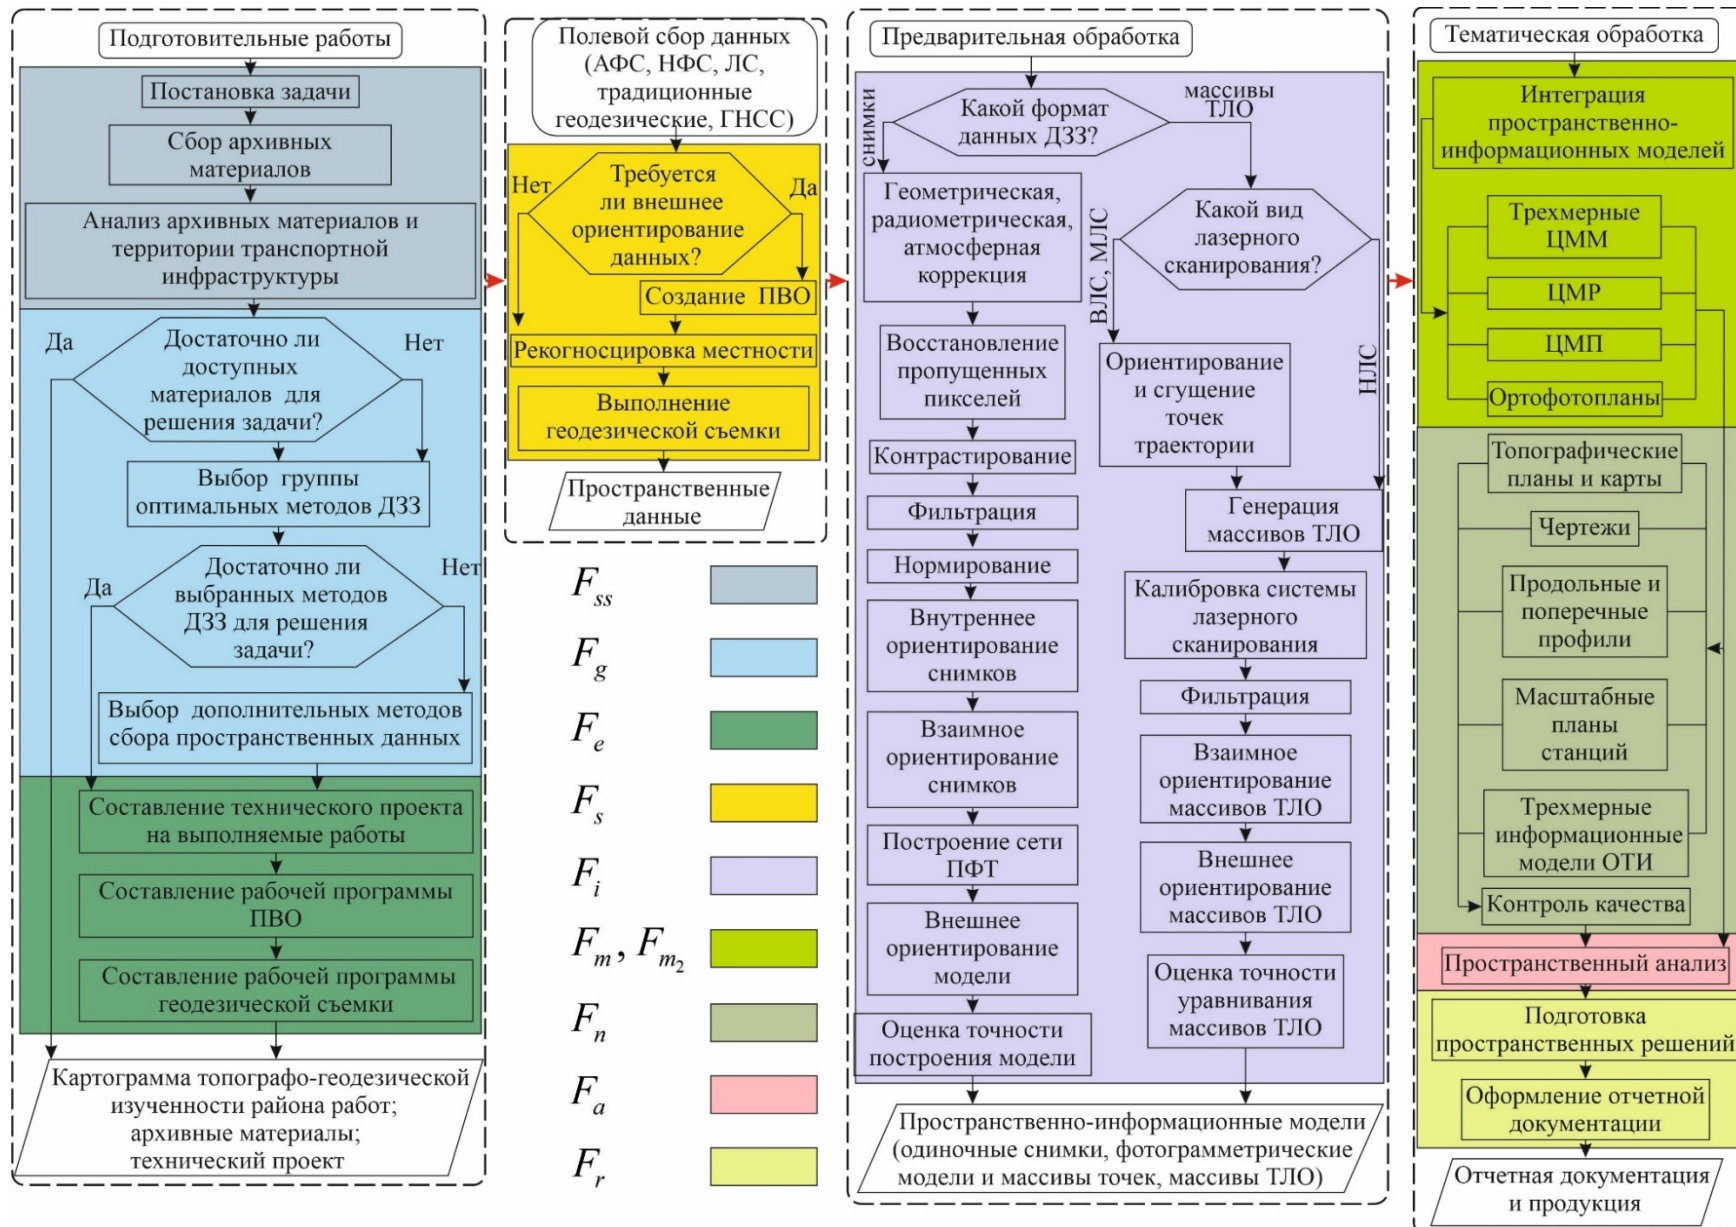 Подготовительные работы
Постановка задачи
Сбор архивных
материалов
Анализ архивных материалов и
территории транспортной
инфраструктуры
Да
Достаточно ли
доступных
материалов для
решения задачи?
Нет
Выбор группы
оптимальных методов ДЗЗ
Да
Достаточно ли
выбранных методов
ДЗЗ для решения
задачи?
Нет
Выбор дополнительных методов
сбора пространственных данных
Составление технического проекта
на выполняемые работы
Составление рабочей программы
ПВО
Составление рабочей программы
геодезической съемки
Картограмма топографо-геодезической
изученности района работ;
архивные материалы;
технический проект
Полевой сбор данных
(АФС, НФС, ЛС,
традиционные
геодезические, ГНСС)
Нет
Требуется
ли внешнее
ориентирование
данных?
Да
Создание ПВО
Рекогносцировка местности
Выполнение
геодезической съемки
Пространственные
данные
F_ss
F_g
F_e
F_s
F_i
F_m, F_m2
F_n
F_a
F_r
Предварительная обработка
Какой формат
данных ДЗЗ?
снимки
массивы
ТЛО
Геометрическая,
радиометрическая,
атмосферная
коррекция
Восстановление
пропущенных
пикселей
Контрастирование
Фильтрация
Нормирование
Внутреннее
ориентирование
снимков
Взаимное
ориентирование
снимков
Построение сети
ПФТ
Внешнее
ориентирование
модели
Оценка точности
построения модели
Какой вид
лазерного
сканирования?
ВЛС, МЛС
НЛС
Ориентирование
и сгущение
точек
траектории
Генерация
массивов ТЛО
Калибровка системы
лазерного
сканирования
Фильтрация
Взаимное
ориентирование
массивов ТЛО
Внешнее
ориентирование
массивов ТЛО
Оценка точности
уравнивания
массивов ТЛО
Пространственно-информационные модели
(одиночные снимки, фотограмметрические
модели и массивы точек, массивы ТЛО)
Тематическая обработка
Интеграция
пространственно-
информационных моделей
Трехмерные
ЦММ
ЦМР
ЦМП
Ортофотопланы
Топографические
планы и карты
Чертежи
Продольные и
поперечные
профили
Масштабные
планы
станций
Трехмерные
информационные
модели ОТИ
Контроль качества
Пространственный анализ
Подготовка
пространственных решений
Оформление отчетной
документации
Отчетная документация
и продукция